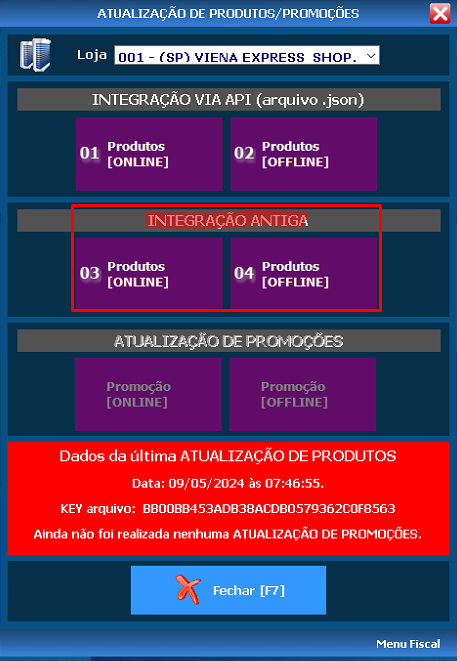 ATUALIZAÇÃO DE PRODUTOS/PROMOÇÕES
Loja 001 - (SP) VIENA EXPRESS SHOP.
INTEGRAÇÃO VIA API (arquivo .json)
01 Produtos [ONLINE]
02 Produtos [OFFLINE]
INTEGRAÇÃO ANTIGA
03 Produtos [ONLINE]
04 Produtos [OFFLINE]
ATUALIZAÇÃO DE PROMOÇÕES
Promoção [ONLINE]
Promoção [OFFLINE]
Dados da última ATUALIZAÇÃO DE PRODUTOS
Data: 09/05/2024 às 07:46:55.
KEY arquivo: BB00BB453ADB38ACDB0579362C0F8563
Ainda não foi realizada nenhuma ATUALIZAÇÃO DE PROMOÇÕES.
Fechar [F7]
Menu Fiscal